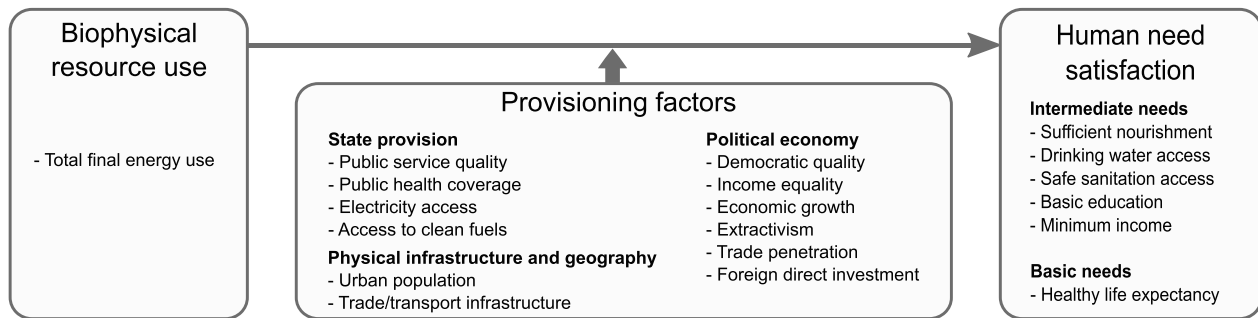 Biophysical
resource use
- Total final energy use
Provisioning factors
State provision
- Public service quality
- Public health coverage
- Electricity access
- Access to clean fuels
Physical infrastructure and geography
- Urban population
- Trade/transport infrastructure
Political economy
- Democratic quality
- Income equality
- Economic growth
- Extractivism
- Trade penetration
- Foreign direct investment
Human need
satisfaction
Intermediate needs
- Sufficient nourishment
- Drinking water access
- Safe sanitation access
- Basic education
- Minimum income
Basic needs
- Healthy life expectancy